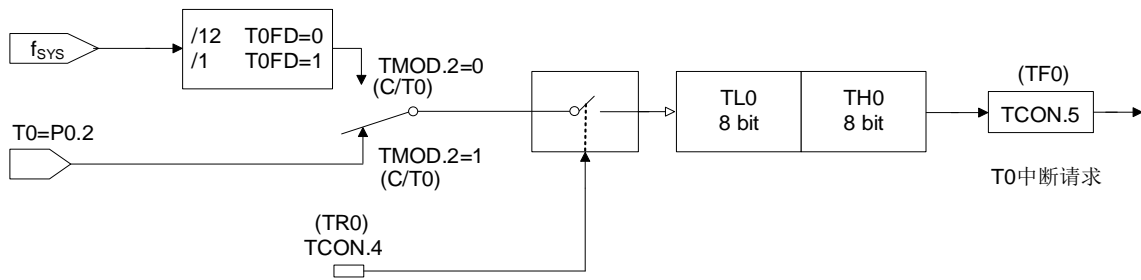 fSYS
/12 T0FD=0
/1 T0FD=1
TMOD.2=0
(C/T0)
T0=P0.2
TMOD.2=1
(C/T0)
(TR0)
TCON.4
TL0
8 bit
TH0
8 bit
(TF0)
TCON.5
T0中断请求